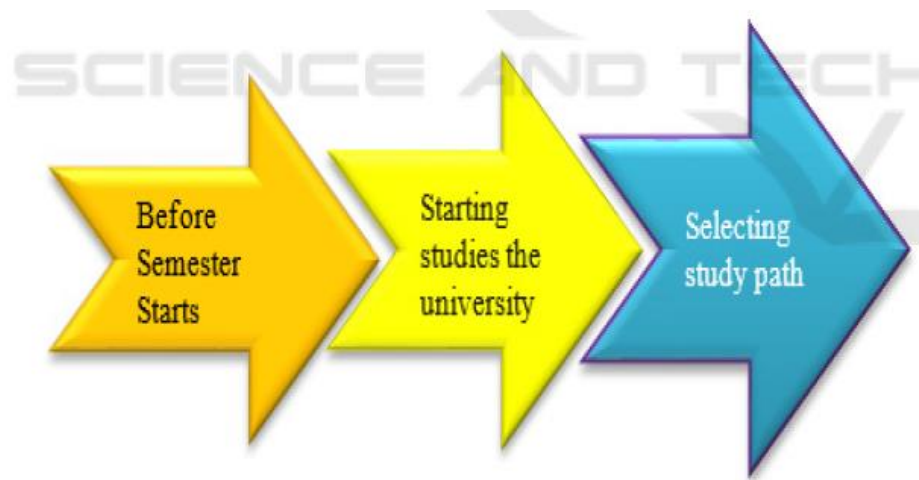 SCIENCE AND TECH
Before
Semester
Starts
Starting
studies the
university
Selecting
study path